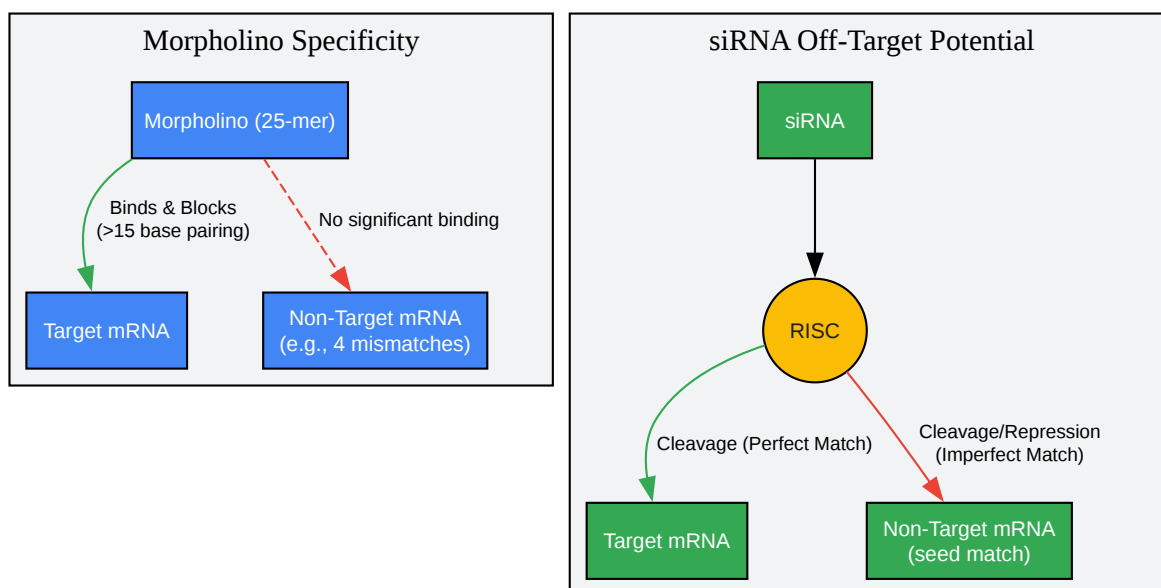 Morpholino Specificity
Morpholino (25-mer)
Binds & Blocks
(>15 base pairing)
No significant binding
Target mRNA
Non-Target mRNA
(e.g., 4 mismatches)
siRNA Off-Target Potential
siRNA
RISC
Cleavage (Perfect Match)
Cleavage/Repression
(Imperfect Match)
Target mRNA
Non-Target mRNA
(seed match)